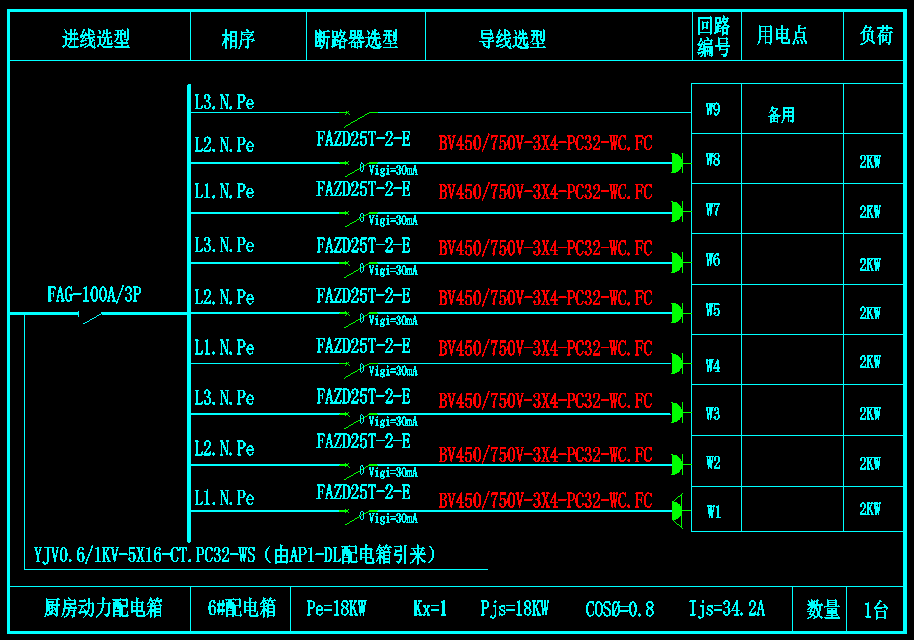 进线选型 相序 断路器选型 导线选型 回路编号 用电点 负荷
L3.N.Pe W9 备用
L2.N.Pe FAZD25T-2-E Vigi=30mA BV450/750V-3X4-PC32-WC.FC W8 2KW
L1.N.Pe FAZD25T-2-E Vigi=30mA BV450/750V-3X4-PC32-WC.FC W7 2KW
L3.N.Pe FAZD25T-2-E Vigi=30mA BV450/750V-3X4-PC32-WC.FC W6 2KW
FAG-100A/3P
L2.N.Pe FAZD25T-2-E Vigi=30mA BV450/750V-3X4-PC32-WC.FC W5 2KW
L1.N.Pe FAZD25T-2-E Vigi=30mA BV450/750V-3X4-PC32-WC.FC W4 2KW
L3.N.Pe FAZD25T-2-E Vigi=30mA BV450/750V-3X4-PC32-WC.FC W3 2KW
L2.N.Pe FAZD25T-2-E Vigi=30mA BV450/750V-3X4-PC32-WC.FC W2 2KW
L1.N.Pe FAZD25T-2-E Vigi=30mA BV450/750V-3X4-PC32-WC.FC W1 2KW
YJV0.6/1KV-5X16-CT.PC32-WS（由AP1-DL配电箱引来）
厨房动力配电箱 6#配电箱 Pe=18KW Kx=1 Pjs=18KW COSØ=0.8 Ijs=34.2A 数量 1台